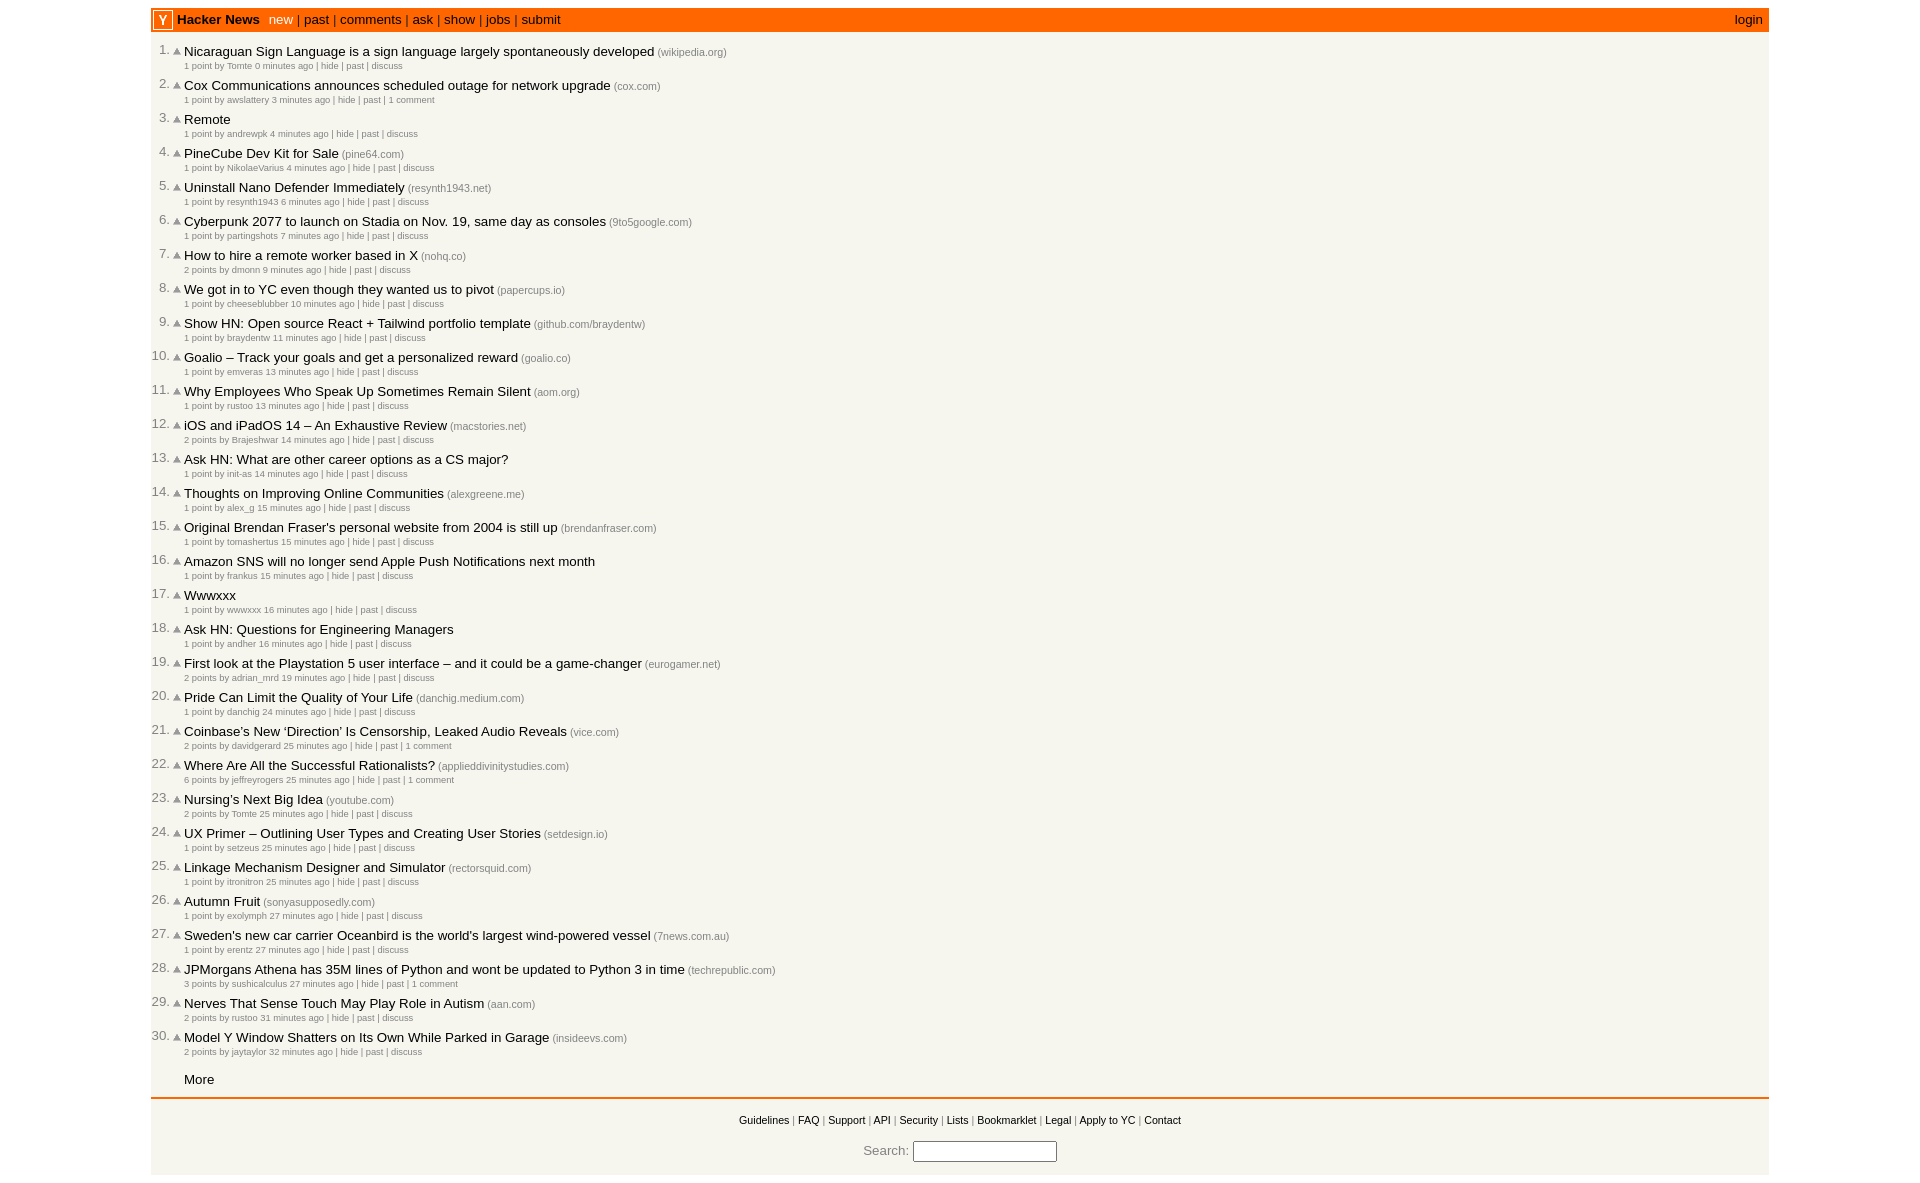 Y Hacker News new | past | comments | ask | show | jobs | submit login
1. Nicaraguan Sign Language is a sign language largely spontaneously developed (wikipedia.org)
1 point by Tomte 0 minutes ago | hide | past | discuss
2. Cox Communications announces scheduled outage for network upgrade (cox.com)
1 point by awslattery 3 minutes ago | hide | past | 1 comment
3. Remote
1 point by andrewpk 4 minutes ago | hide | past | discuss
4. PineCube Dev Kit for Sale (pine64.com)
1 point by NikolaeVarius 4 minutes ago | hide | past | discuss
5. Uninstall Nano Defender Immediately (resynth1943.net)
1 point by resynth1943 6 minutes ago | hide | past | discuss
6. Cyberpunk 2077 to launch on Stadia on Nov. 19, same day as consoles (9to5google.com)
1 point by partingshots 7 minutes ago | hide | past | discuss
7. How to hire a remote worker based in X (nohq.co)
2 points by dmonn 9 minutes ago | hide | past | discuss
8. We got in to YC even though they wanted us to pivot (papercups.io)
1 point by cheeseblubber 10 minutes ago | hide | past | discuss
9. Show HN: Open source React + Tailwind portfolio template (github.com/braydentw)
1 point by braydentw 11 minutes ago | hide | past | discuss
10. Goalio – Track your goals and get a personalized reward (goalio.co)
1 point by emveras 13 minutes ago | hide | past | discuss
11. Why Employees Who Speak Up Sometimes Remain Silent (aom.org)
1 point by rustoo 13 minutes ago | hide | past | discuss
12. iOS and iPadOS 14 – An Exhaustive Review (macstories.net)
2 points by Brajeshwar 14 minutes ago | hide | past | discuss
13. Ask HN: What are other career options as a CS major?
1 point by init-as 14 minutes ago | hide | past | discuss
14. Thoughts on Improving Online Communities (alexgreene.me)
1 point by alex_g 15 minutes ago | hide | past | discuss
15. Original Brendan Fraser's personal website from 2004 is still up (brendanfraser.com)
1 point by tomashertus 15 minutes ago | hide | past | discuss
16. Amazon SNS will no longer send Apple Push Notifications next month
1 point by frankus 15 minutes ago | hide | past | discuss
17. Wwwxxx
1 point by wwwxxx 16 minutes ago | hide | past | discuss
18. Ask HN: Questions for Engineering Managers
1 point by andher 16 minutes ago | hide | past | discuss
19. First look at the Playstation 5 user interface – and it could be a game-changer (eurogamer.net)
2 points by adrian_mrd 19 minutes ago | hide | past | discuss
20. Pride Can Limit the Quality of Your Life (danchig.medium.com)
1 point by danchig 24 minutes ago | hide | past | discuss
21. Coinbase’s New ‘Direction’ Is Censorship, Leaked Audio Reveals (vice.com)
2 points by davidgerard 25 minutes ago | hide | past | 1 comment
22. Where Are All the Successful Rationalists? (applieddivinitystudies.com)
6 points by jeffreyrogers 25 minutes ago | hide | past | 1 comment
23. Nursing’s Next Big Idea (youtube.com)
2 points by Tomte 25 minutes ago | hide | past | discuss
24. UX Primer – Outlining User Types and Creating User Stories (setdesign.io)
1 point by setzeus 25 minutes ago | hide | past | discuss
25. Linkage Mechanism Designer and Simulator (rectorsquid.com)
1 point by itronitron 25 minutes ago | hide | past | discuss
26. Autumn Fruit (sonyasupposedly.com)
1 point by exolymph 27 minutes ago | hide | past | discuss
27. Sweden's new car carrier Oceanbird is the world's largest wind-powered vessel (7news.com.au)
1 point by erentz 27 minutes ago | hide | past | discuss
28. JPMorgans Athena has 35M lines of Python and wont be updated to Python 3 in time (techrepublic.com)
3 points by sushicalculus 27 minutes ago | hide | past | 1 comment
29. Nerves That Sense Touch May Play Role in Autism (aan.com)
2 points by rustoo 31 minutes ago | hide | past | discuss
30. Model Y Window Shatters on Its Own While Parked in Garage (insideevs.com)
2 points by jaytaylor 32 minutes ago | hide | past | discuss
More
Guidelines | FAQ | Support | API | Security | Lists | Bookmarklet | Legal | Apply to YC | Contact
Search: